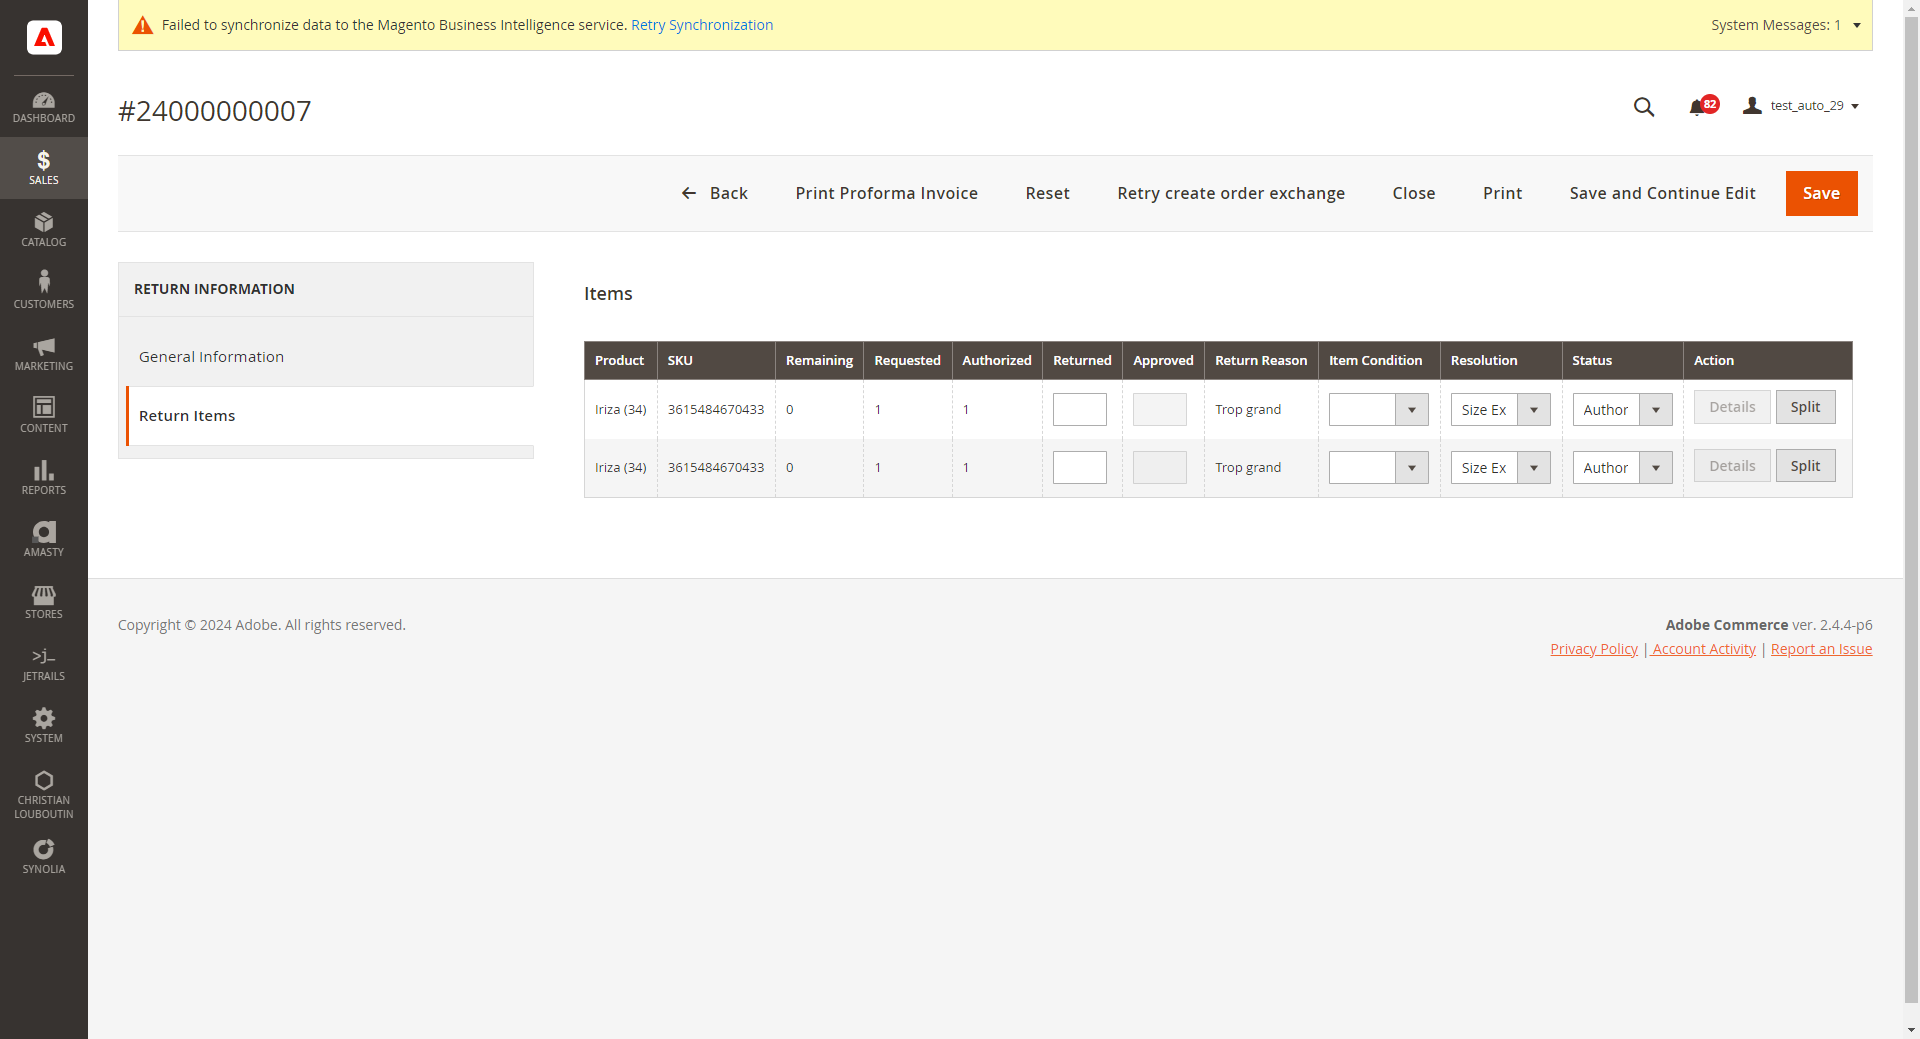 Failed to synchronize data to the Magento Business Intelligence service. Retry Synchronization
System Messages: 1
#24000000007
82
test_auto_29
Back
Print Proforma Invoice
Reset
Retry create order exchange
Close
Print
Save and Continue Edit
Save
DASHBOARD
SALES
CATALOG
CUSTOMERS
MARKETING
CONTENT
REPORTS
AMASTY
STORES
JETRAILS
SYSTEM
CHRISTIAN
LOUBOUTIN
SYNOLIA
RETURN INFORMATION
General Information
Return Items
Items
Product SKU Remaining Requested Authorized Returned Approved Return Reason Item Condition Resolution Status Action
Iriza (34) 3615484670433 0 1 1 Trop grand Size Ex Author Details Split
Iriza (34) 3615484670433 0 1 1 Trop grand Size Ex Author Details Split
Copyright © 2024 Adobe. All rights reserved.
Adobe Commerce ver. 2.4.4-p6
Privacy Policy | Account Activity | Report an Issue